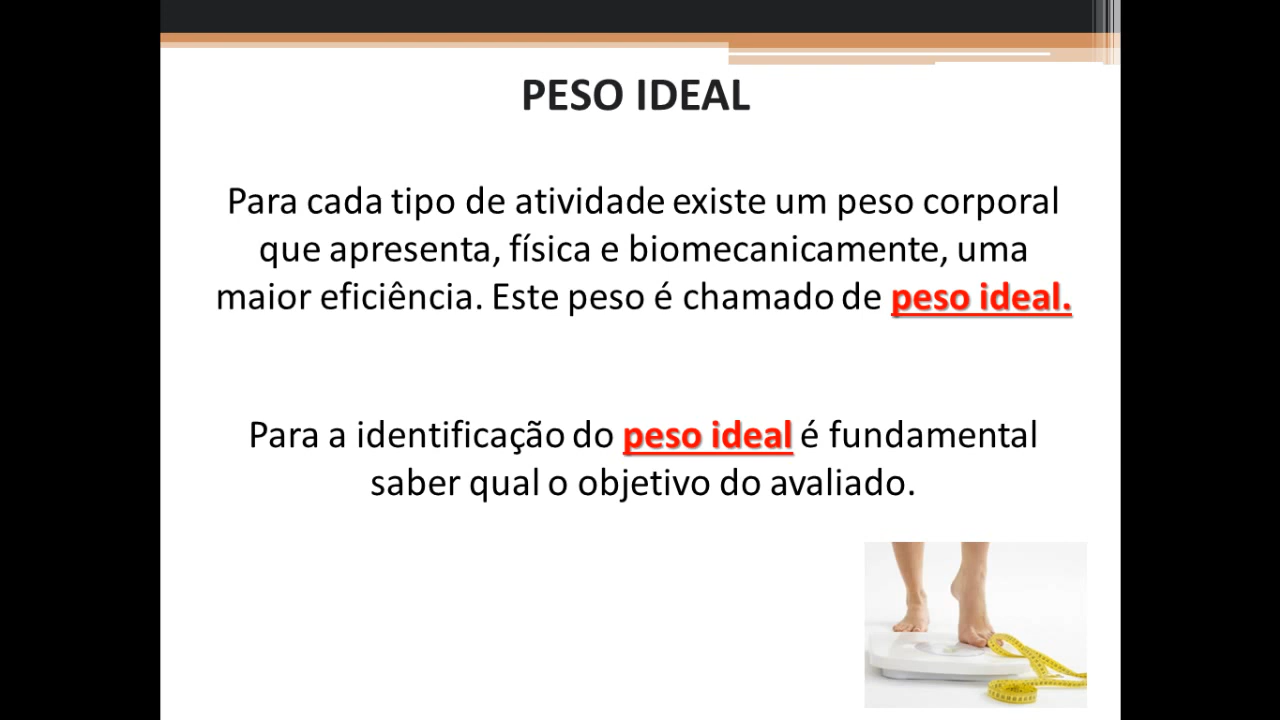 PESO IDEAL
Para cada tipo de atividade existe um peso corporal
que apresenta, física e biomecanicamente, uma
maior eficiência. Este peso é chamado de peso ideal.
Para a identificação do peso ideal é fundamental
saber qual o objetivo do avaliado.